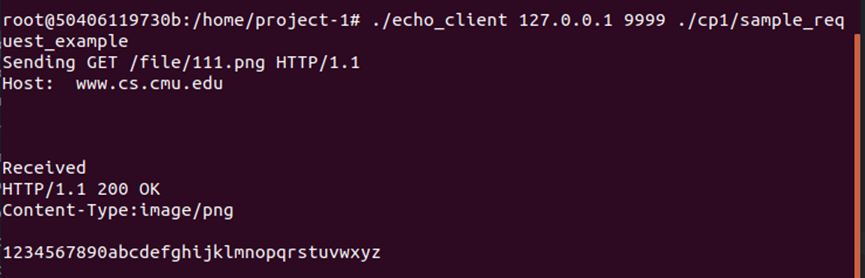 root@50406119730b:/home/project-1# ./echo_client 127.0.0.1 9999 ./cp1/sample_req
uest_example
Sending GET /file/111.png HTTP/1.1
Host:  www.cs.cmu.edu
Received
HTTP/1.1 200 OK
Content-Type:image/png
1234567890abcdefghijklmnopqrstuvwxyz